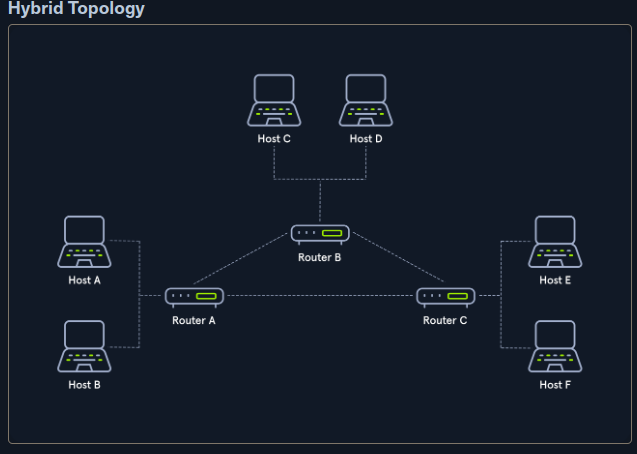 Hybrid Topology
Host C
Host D
Router B
Host A
Host E
Router A
Router C
Host B
Host F